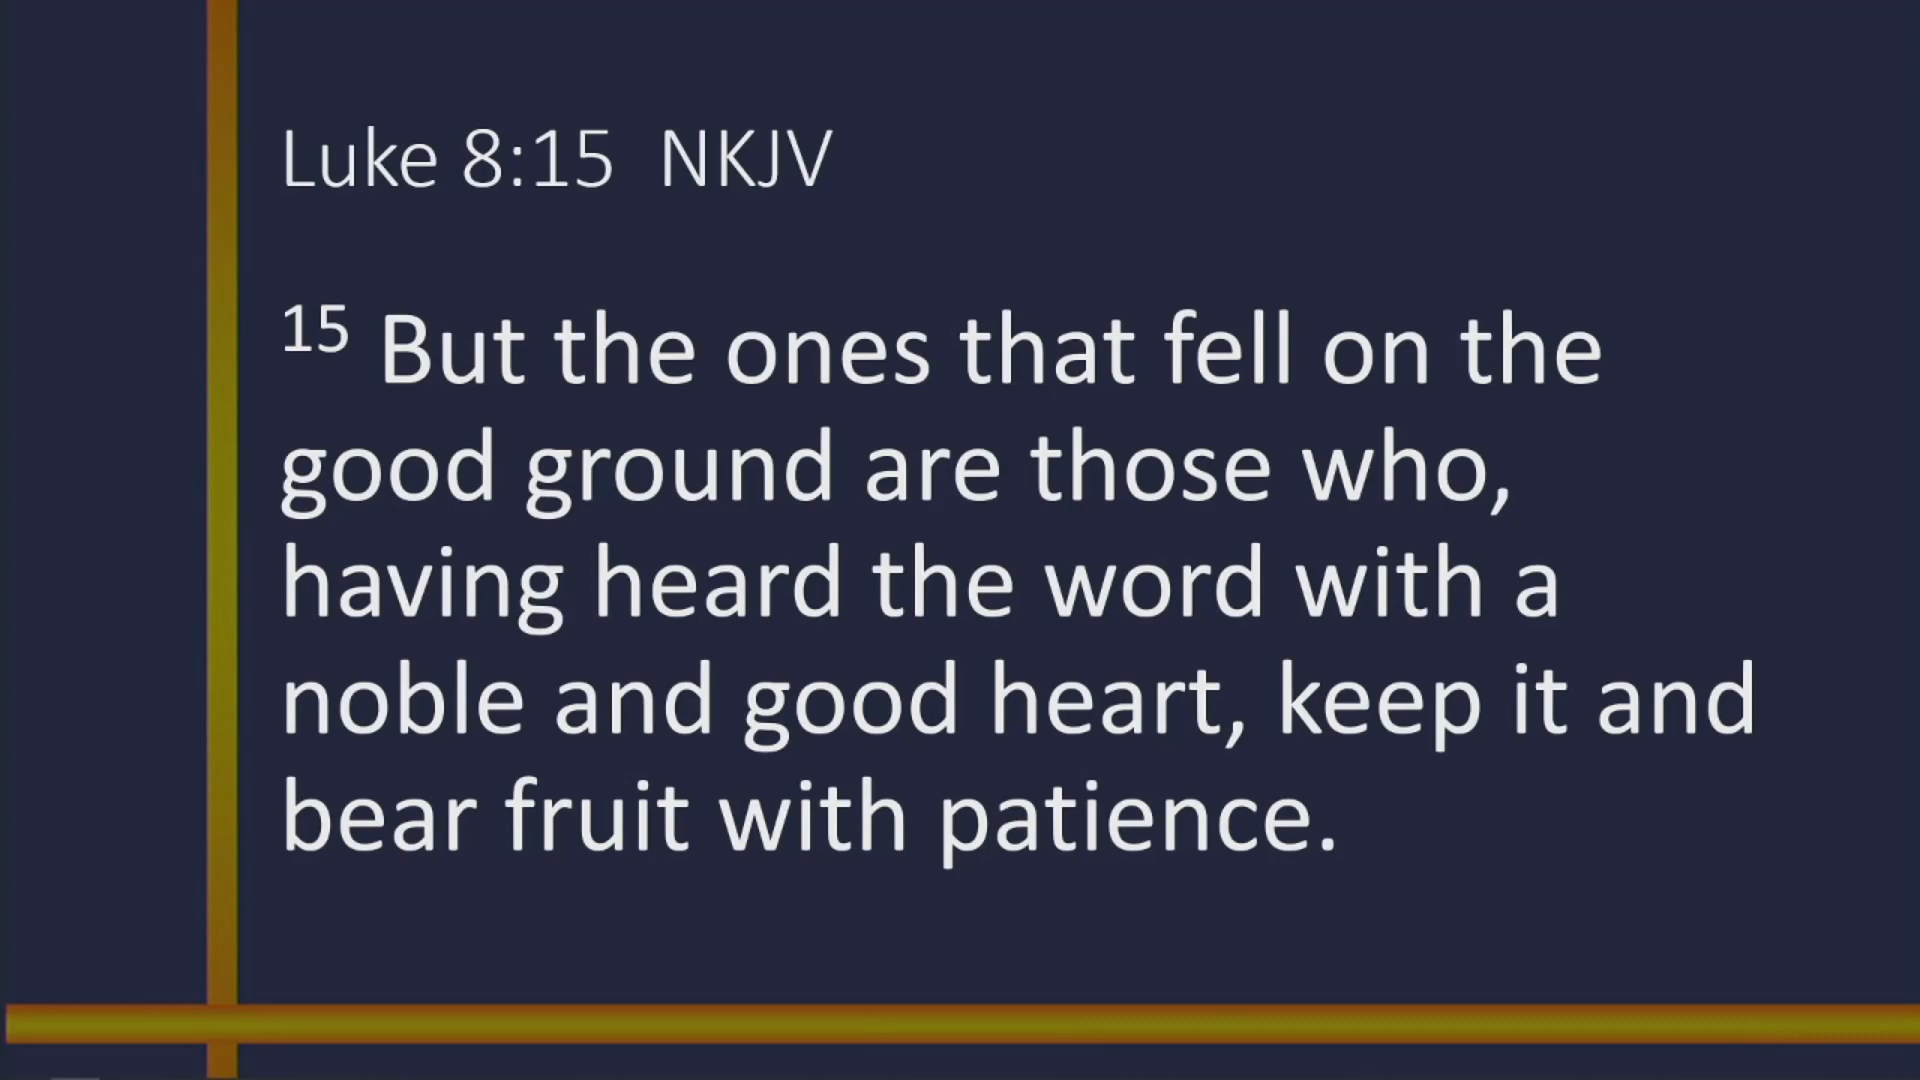 Luke 8:15 NKJV
15 But the ones that fell on the
good ground are those who,
having heard the word with a
noble and good heart, keep it and
bear fruit with patience.